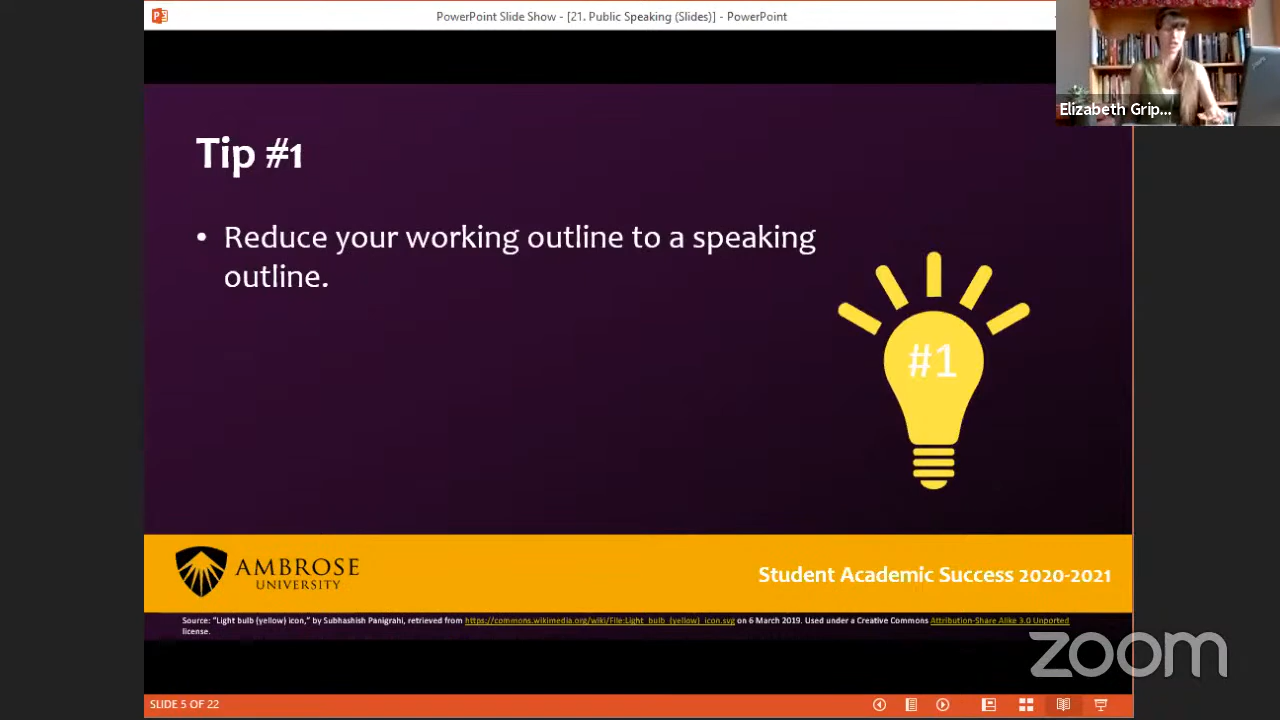 PowerPoint Slide Show - [21. Public Speaking (Slides)] - PowerPoint
Elizabeth Grip...
Tip #1
• Reduce your working outline to a speaking
outline.
#1
AMBROSE
UNIVERSITY
Student Academic Success 2020-2021
Source: "Light bulb (yellow) icon," by Subhashish Panigrahi, retrieved from https://commons.wikimedia.org/wiki/File:Light_bulb_(yellow)_icon.svg on 6 March 2019. Used under a Creative Commons Attribution-Share Alike 3.0 Unported
license.
zoom
SLIDE 5 OF 22